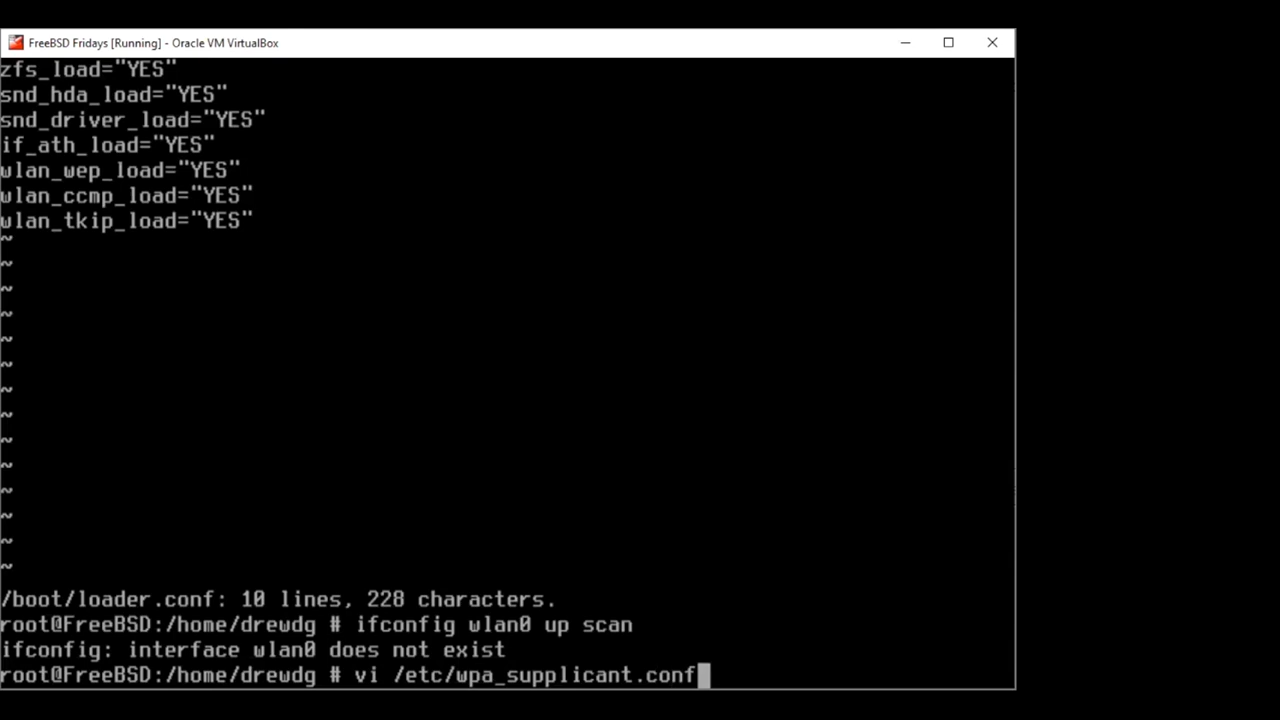 FreeBSD Fridays [Running] - Oracle VM VirtualBox
zfs_load="YES"
snd_hda_load="YES"
snd_driver_load="YES"
if_ath_load="YES"
wlan_wep_load="YES"
wlan_ccmp_load="YES"
wlan_tkip_load="YES"
~
~
~
~
~
~
~
~
~
~
~
~
~
~
/boot/loader.conf: 10 lines, 228 characters.
root@FreeBSD:/home/drewdg # ifconfig wlan0 up scan
ifconfig: interface wlan0 does not exist
root@FreeBSD:/home/drewdg # vi /etc/wpa_supplicant.conf